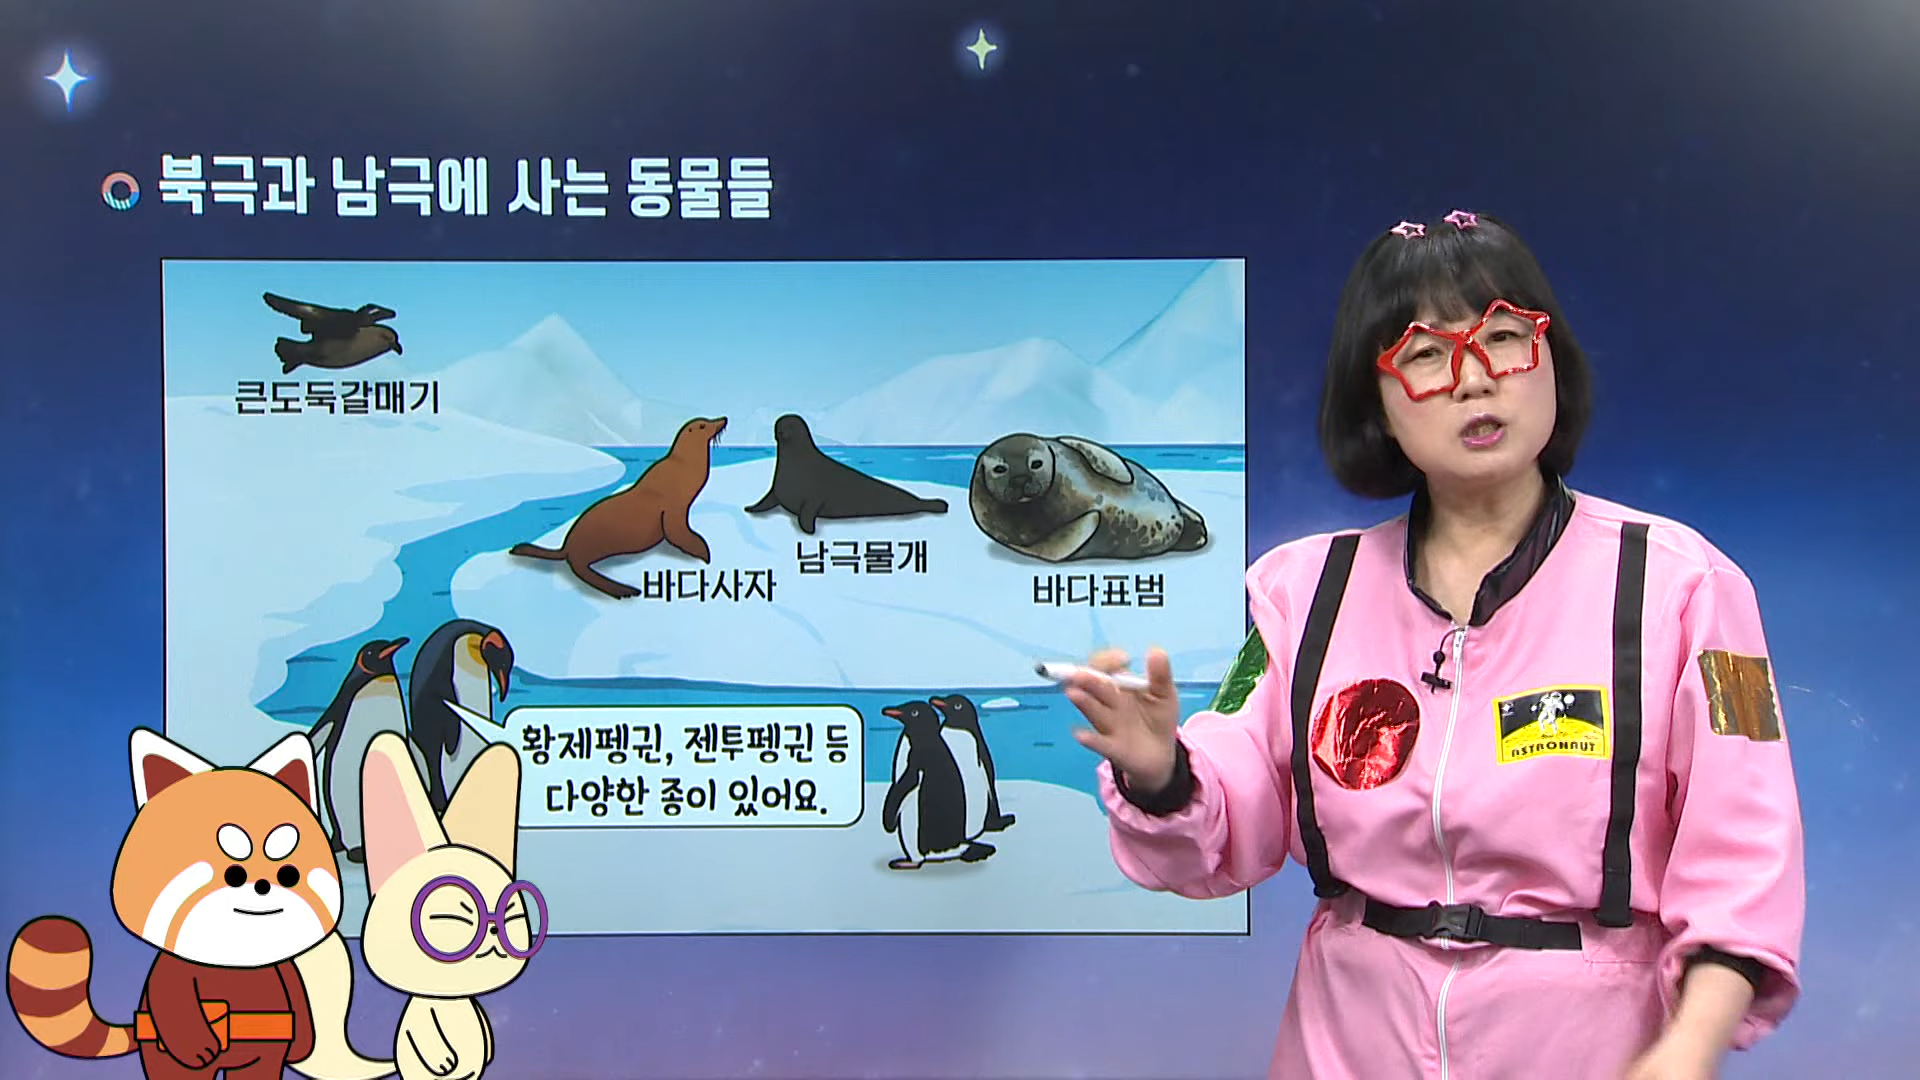 북극과 남극에 사는 동물들
큰도둑갈매기
바다사자
남극물개
바다표범
황제펭귄, 젠투펭귄 등
다양한 종이 있어요.
ASTRONAUT